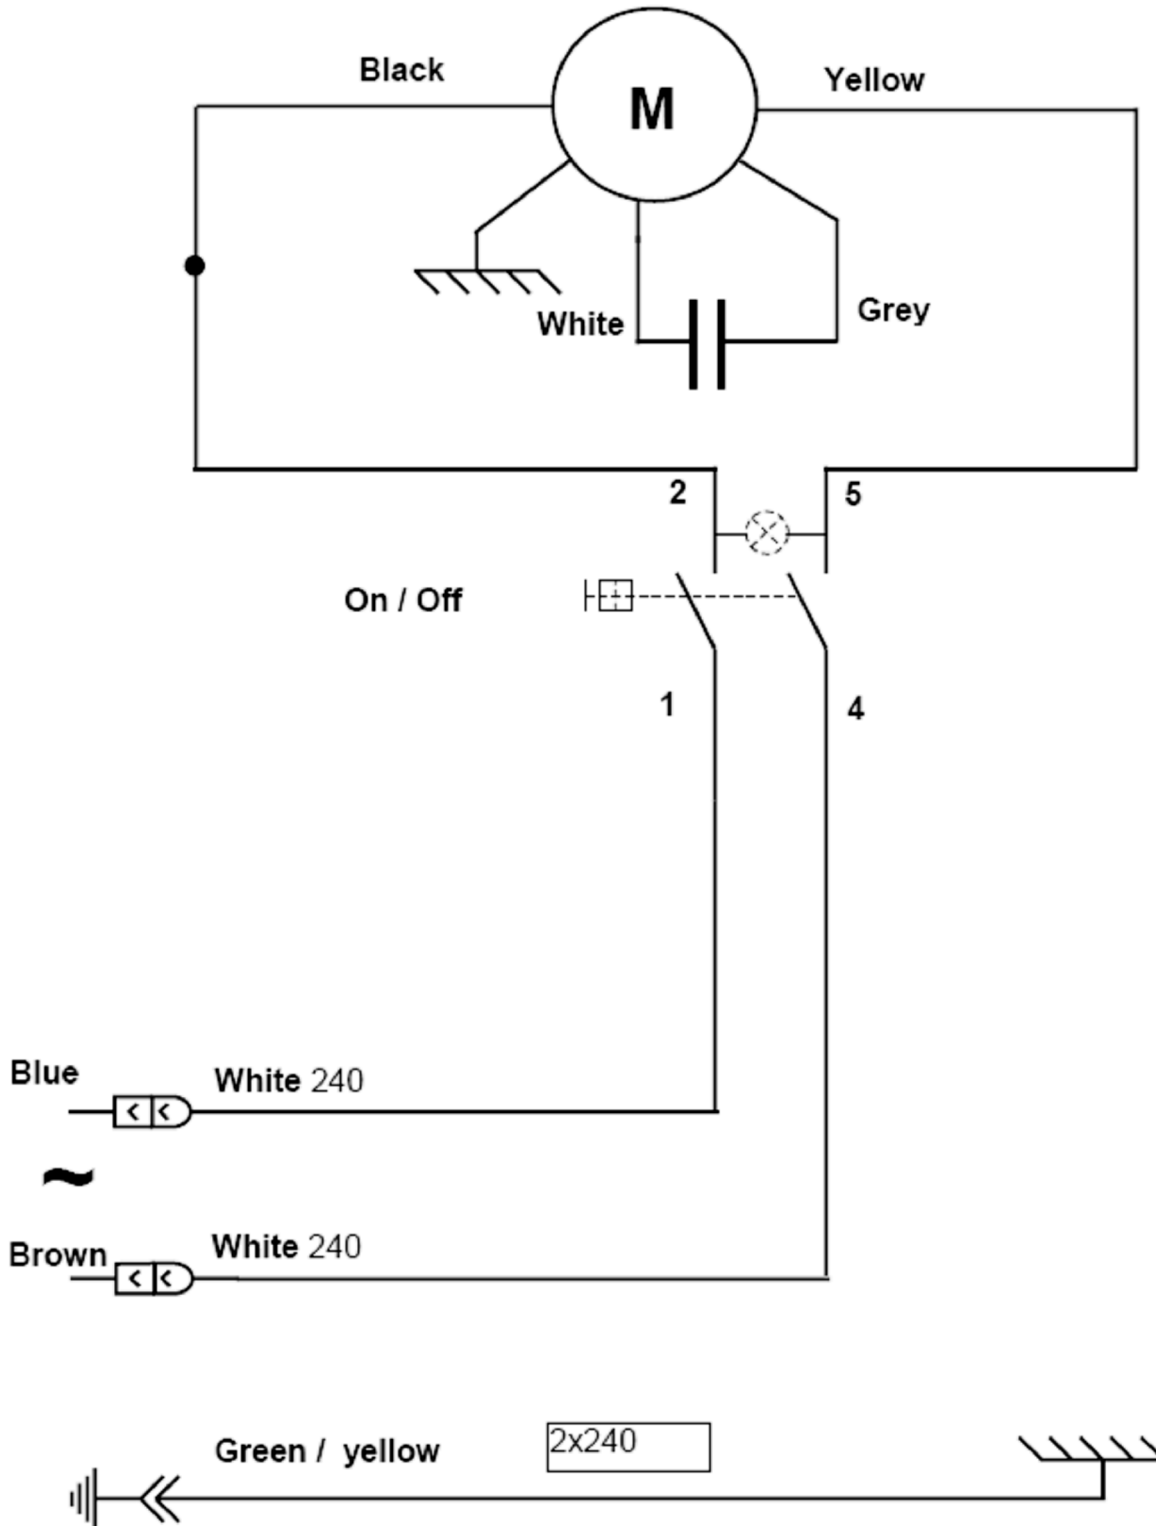 Black
M
Yellow
White
Grey
2
5
On / Off
1
4
Blue
White 240
~
Brown
White 240
Green / yellow
2x240